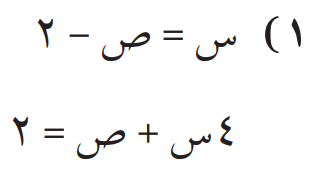 ١) س = ص − ٢
٤س + ص = ٢